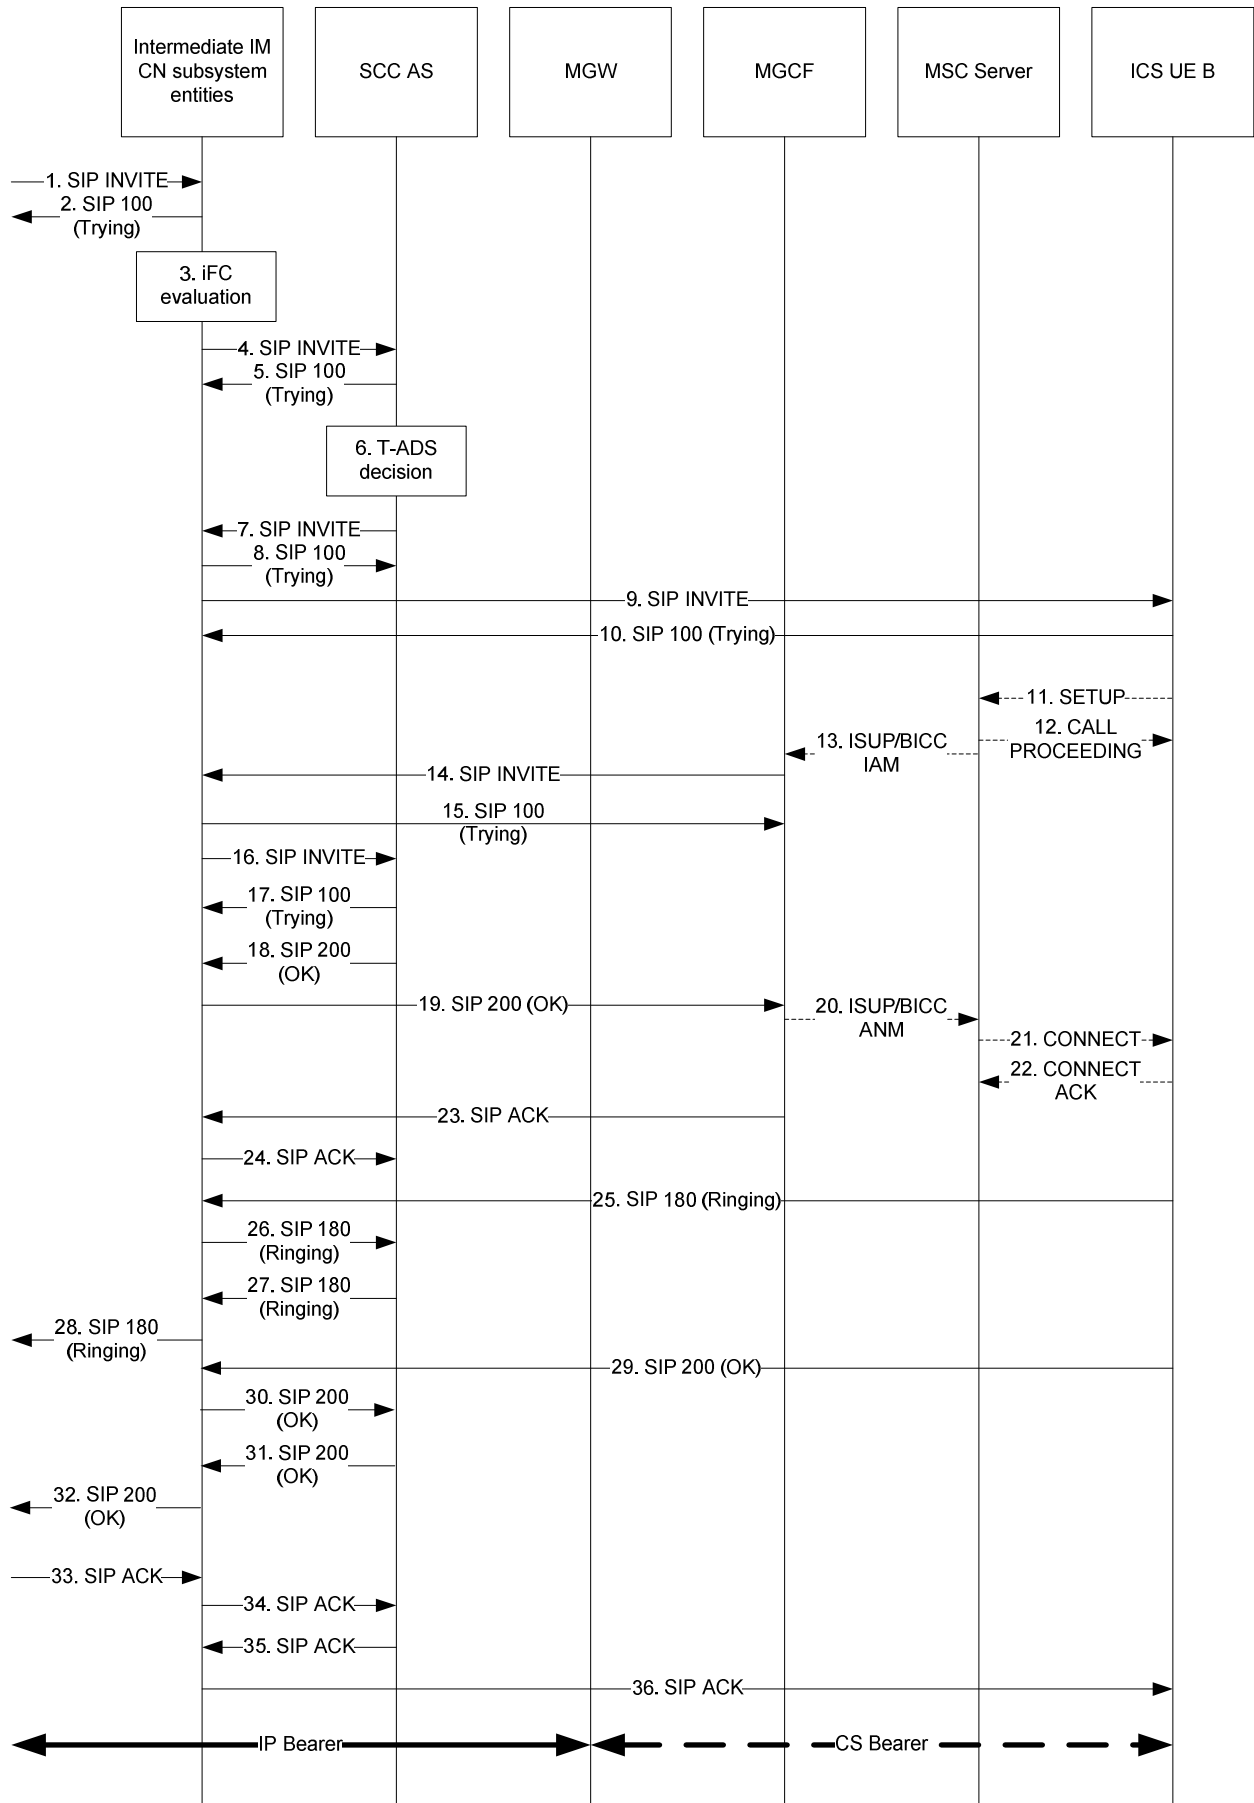 Intermediate IM
CN subsystem
entities
SCC AS
MGW
MGCF
MSC Server
ICS UE B
1. SIP INVITE
2. SIP 100
(Trying)
3. iFC
evaluation
4. SIP INVITE
5. SIP 100
(Trying)
6. T-ADS
decision
7. SIP INVITE
8. SIP 100
(Trying)
9. SIP INVITE
10. SIP 100 (Trying)
11. SETUP
12. CALL
PROCEEDING
13. ISUP/BICC
IAM
14. SIP INVITE
15. SIP 100
(Trying)
16. SIP INVITE
17. SIP 100
(Trying)
18. SIP 200
(OK)
19. SIP 200 (OK)
20. ISUP/BICC
ANM
21. CONNECT
22. CONNECT
ACK
23. SIP ACK
24. SIP ACK
25. SIP 180 (Ringing)
26. SIP 180
(Ringing)
27. SIP 180
(Ringing)
28. SIP 180
(Ringing)
29. SIP 200 (OK)
30. SIP 200
(OK)
31. SIP 200
(OK)
32. SIP 200
(OK)
33. SIP ACK
34. SIP ACK
35. SIP ACK
36. SIP ACK
IP Bearer
CS Bearer